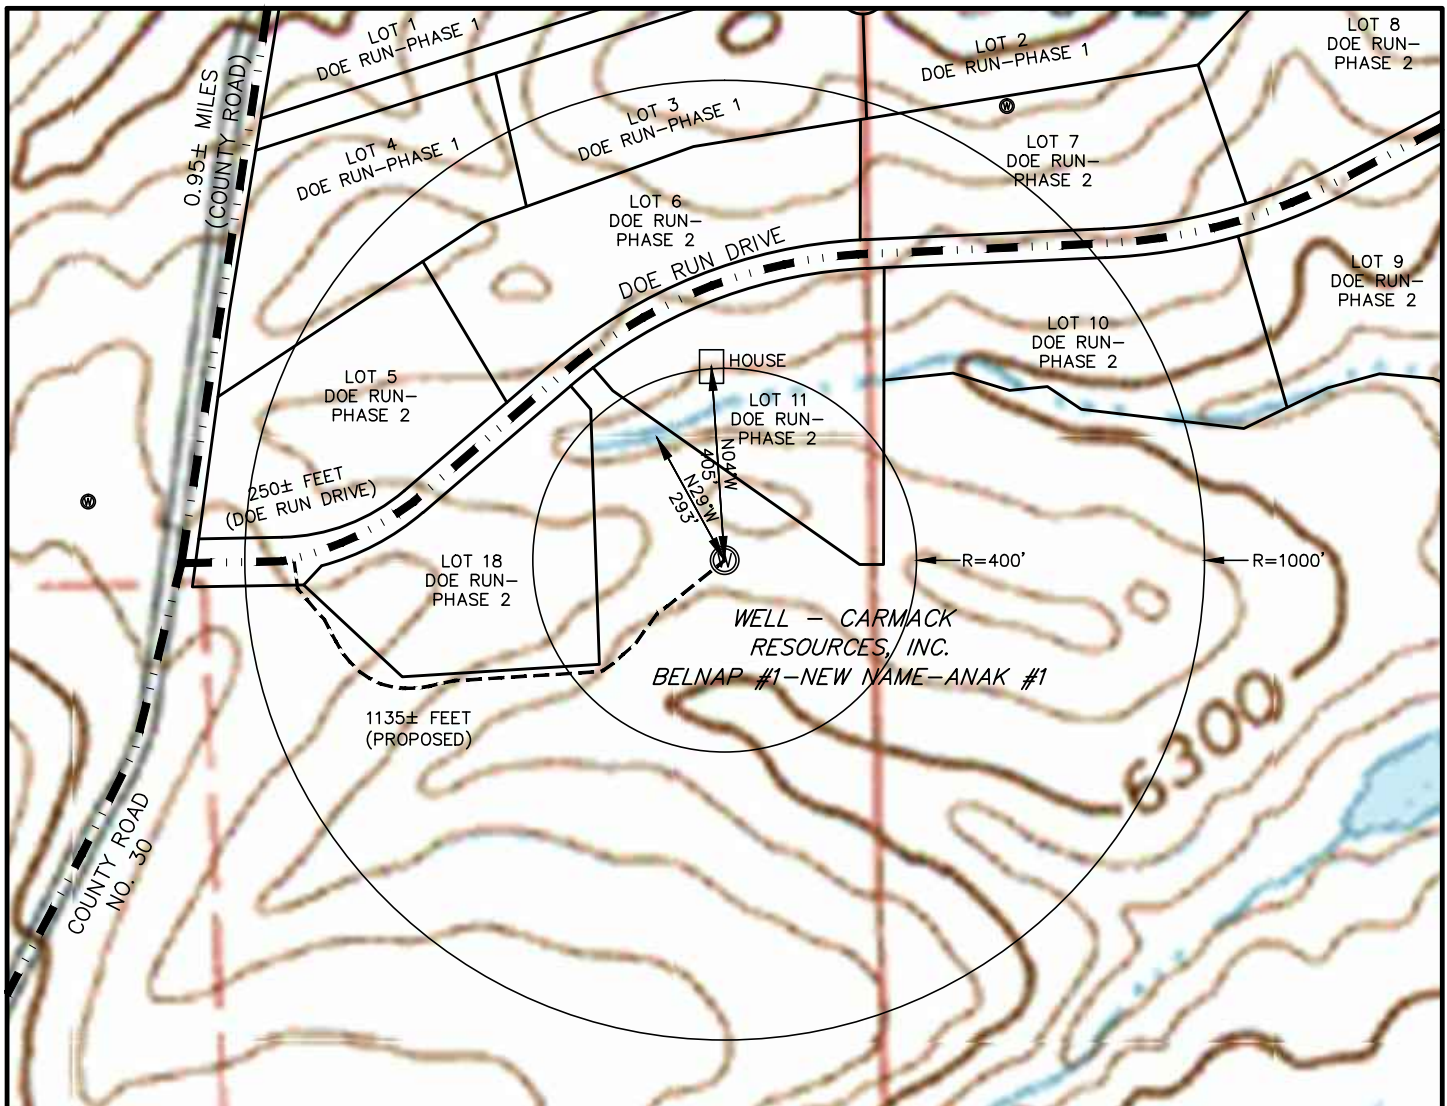 LOT 1
DOE RUN-PHASE 1
LOT 2
DOE RUN-PHASE 1
LOT 8
DOE RUN-
PHASE 2
0.95± MILES
(COUNTY ROAD)
LOT 3
DOE RUN-PHASE 1
LOT 4
DOE RUN-PHASE 1
W
LOT 7
DOE RUN-
PHASE 2
LOT 6
DOE RUN-
PHASE 2
DOE RUN DRIVE
LOT 9
DOE RUN-
PHASE 2
LOT 10
DOE RUN-
PHASE 2
HOUSE
LOT 5
DOE RUN-
PHASE 2
LOT 11
DOE RUN-
PHASE 2
N04°W
405'
N29°W
293'
250± FEET
(DOE RUN DRIVE)
W
LOT 18
DOE RUN-
PHASE 2
W
R=400'
R=1000'
WELL - CARMACK
RESOURCES, INC.
BELNAP #1-NEW NAME-ANAK #1
1135± FEET
(PROPOSED)
6300
COUNTY ROAD
NO. 30